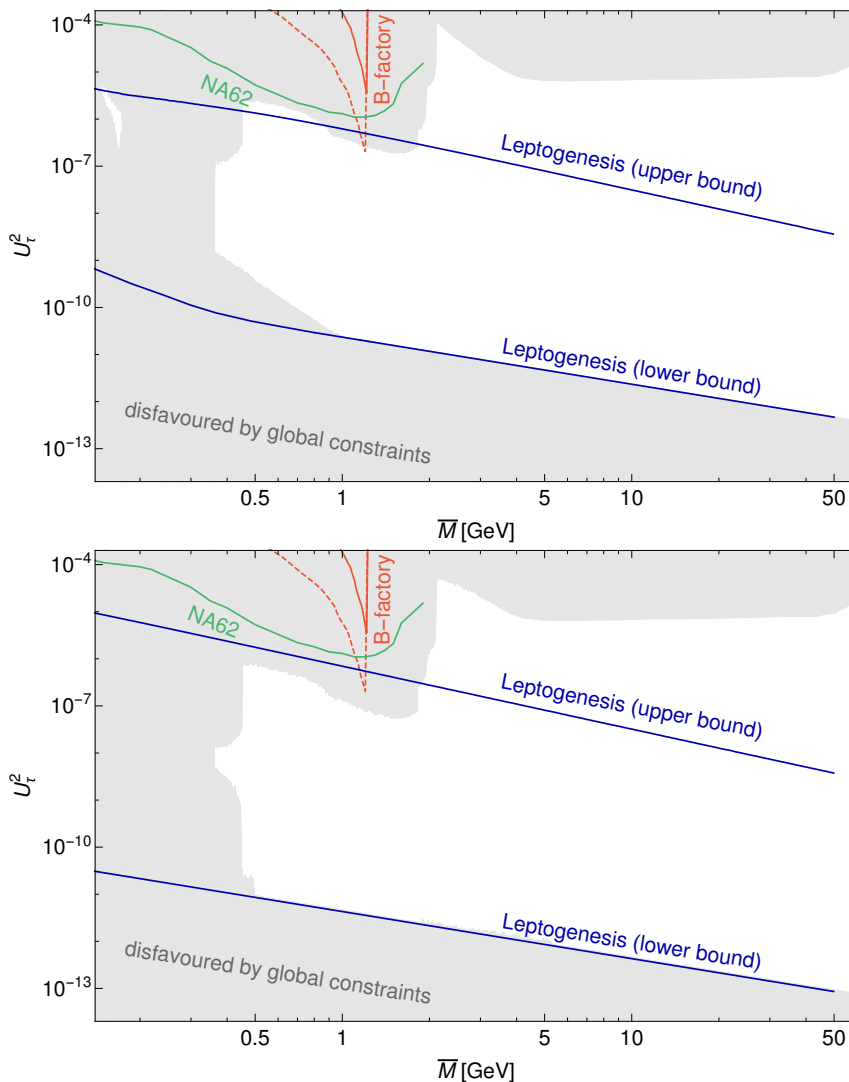 10⁻⁴
10⁻⁷
10⁻¹⁰
10⁻¹³
U²τ
NA62
B−factory
Leptogenesis (upper bound)
Leptogenesis (lower bound)
disfavoured by global constraints
0.5 1 5 10 50
M̅ [GeV]
10⁻⁴
10⁻⁷
10⁻¹⁰
10⁻¹³
U²τ
NA62
B−factory
Leptogenesis (upper bound)
Leptogenesis (lower bound)
disfavoured by global constraints
0.5 1 5 10 50
M̅ [GeV]